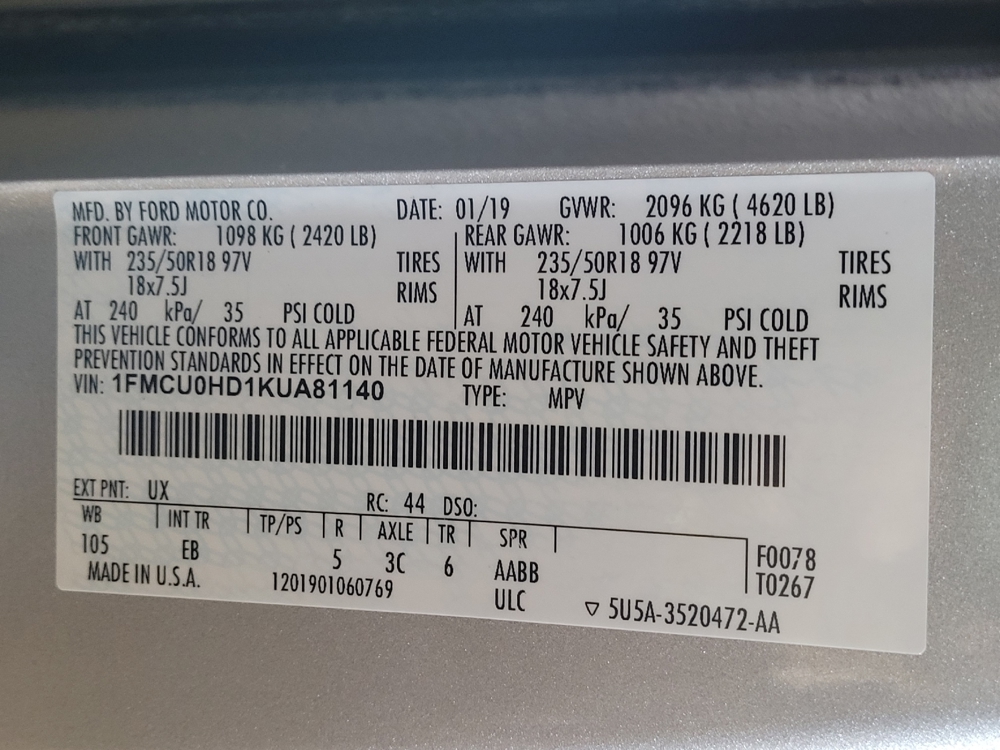 MFD. BY FORD MOTOR CO. DATE: 01/19 GVWR: 2096 KG ( 4620 LB)
FRONT GAWR: 1098 KG ( 2420 LB) REAR GAWR: 1006 KG ( 2218 LB)
WITH 235/50R18 97V TIRES WITH 235/50R18 97V TIRES
18x7.5J RIMS 18x7.5J RIMS
AT 240 kPa/ 35 PSI COLD AT 240 kPa/ 35 PSI COLD
THIS VEHICLE CONFORMS TO ALL APPLICABLE FEDERAL MOTOR VEHICLE SAFETY AND THEFT
PREVENTION STANDARDS IN EFFECT ON THE DATE OF MANUFACTURE SHOWN ABOVE.
VIN: 1FMCU0HD1KUA81140 TYPE: MPV
EXT PNT: UX RC: 44 DSO:
WB INT TR TP/PS R AXLE TR SPR
105 EB 5 3C 6 AABB F0078
MADE IN U.S.A. 1201901060769 ULC T0267
▽ 5U5A-3520472-AA